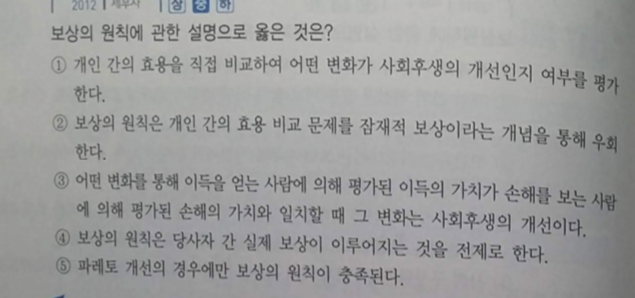 2012 세무사 상 중 하
보상의 원칙에 관한 설명으로 옳은 것은?
① 개인 간의 효용을 직접 비교하여 어떤 변화가 사회후생의 개선인지 여부를 평가
한다.
② 보상의 원칙은 개인 간의 효용 비교 문제를 잠재적 보상이라는 개념을 통해 우회
한다.
③ 어떤 변화를 통해 이득을 얻는 사람에 의해 평가된 이득의 가치가 손해를 보는 사람
에 의해 평가된 손해의 가치와 일치할 때 그 변화는 사회후생의 개선이다.
④ 보상의 원칙은 당사자 간 실제 보상이 이루어지는 것을 전제로 한다.
⑤ 파레토 개선의 경우에만 보상의 원칙이 충족된다.